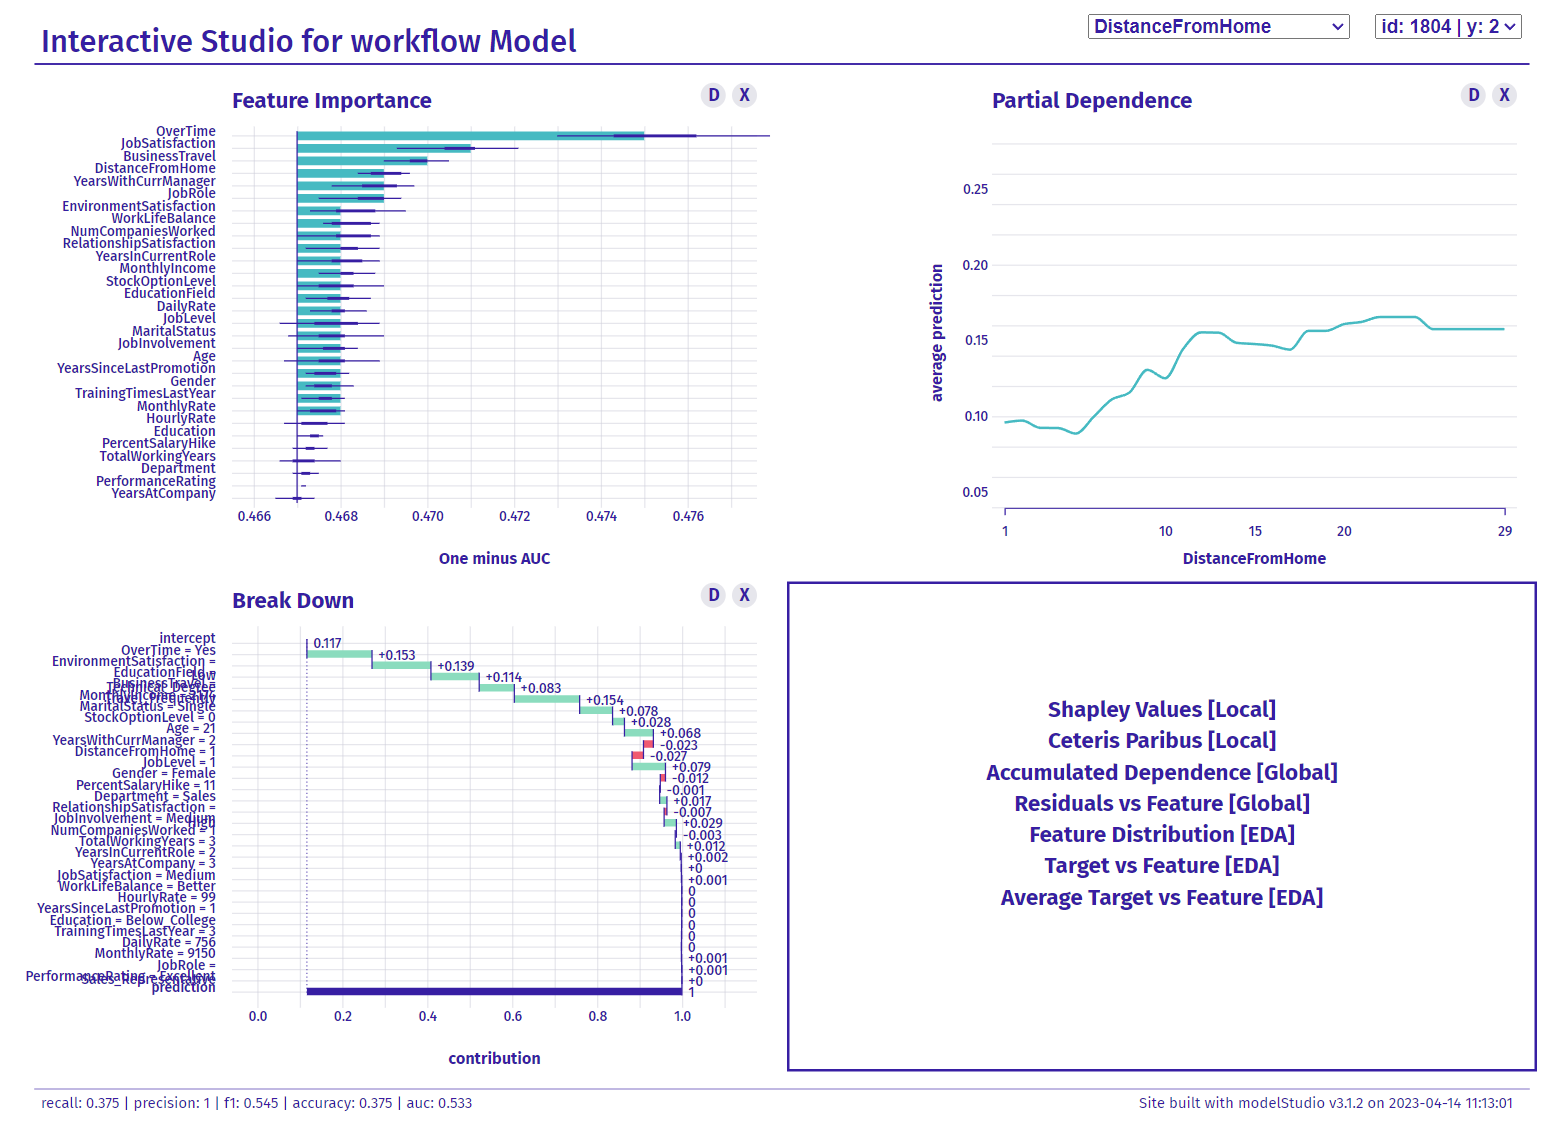 Interactive Studio for workflow Model
DistanceFromHome
id: 1804 | y: 2
Feature Importance
D X
OverTime
JobSatisfaction
BusinessTravel
DistanceFromHome
YearsWithCurrManager
JobRole
EnvironmentSatisfaction
WorkLifeBalance
NumCompaniesWorked
RelationshipSatisfaction
YearsInCurrentRole
MonthlyIncome
StockOptionLevel
EducationField
DailyRate
JobLevel
MaritalStatus
JobInvolvement
Age
YearsSinceLastPromotion
Gender
TrainingTimesLastYear
MonthlyRate
HourlyRate
Education
PercentSalaryHike
TotalWorkingYears
Department
PerformanceRating
YearsAtCompany
0.466 0.468 0.470 0.472 0.474 0.476
One minus AUC
Partial Dependence
D X
average prediction
0.25
0.20
0.15
0.10
0.05
1 10 15 20 29
DistanceFromHome
Break Down
D X
intercept 0.117
OverTime = Yes +0.153
EnvironmentSatisfaction = Low +0.139
EducationField = Technical_Degree +0.114
BusinessTravel = Travel_Frequently +0.083
MonthlyIncome = +0.154
MaritalStatus = Single +0.078
StockOptionLevel = 0 +0.028
Age = 21 +0.068
YearsWithCurrManager = 2 -0.023
DistanceFromHome = 1 -0.027
JobLevel = 1 +0.079
Gender = Female -0.012
PercentSalaryHike = 11 -0.001
Department = Sales +0.017
RelationshipSatisfaction = High -0.007
JobInvolvement = Medium +0.029
NumCompaniesWorked = 1 -0.003
TotalWorkingYears = 3 +0.012
YearsInCurrentRole = 2 +0.002
YearsAtCompany = 3 +0
JobSatisfaction = Medium +0.001
WorkLifeBalance = Better 0
HourlyRate = 99 0
YearsSinceLastPromotion = 1 0
Education = Below_College 0
TrainingTimesLastYear = 3 0
DailyRate = 756 0
MonthlyRate = 9150 +0.001
JobRole = Sales_Representative +0.001
PerformanceRating = Excellent +0
prediction 1
0.0 0.2 0.4 0.6 0.8 1.0
contribution
Shapley Values [Local]
Ceteris Paribus [Local]
Accumulated Dependence [Global]
Residuals vs Feature [Global]
Feature Distribution [EDA]
Target vs Feature [EDA]
Average Target vs Feature [EDA]
recall: 0.375 | precision: 1 | f1: 0.545 | accuracy: 0.375 | auc: 0.533
Site built with modelStudio v3.1.2 on 2023-04-14 11:13:01